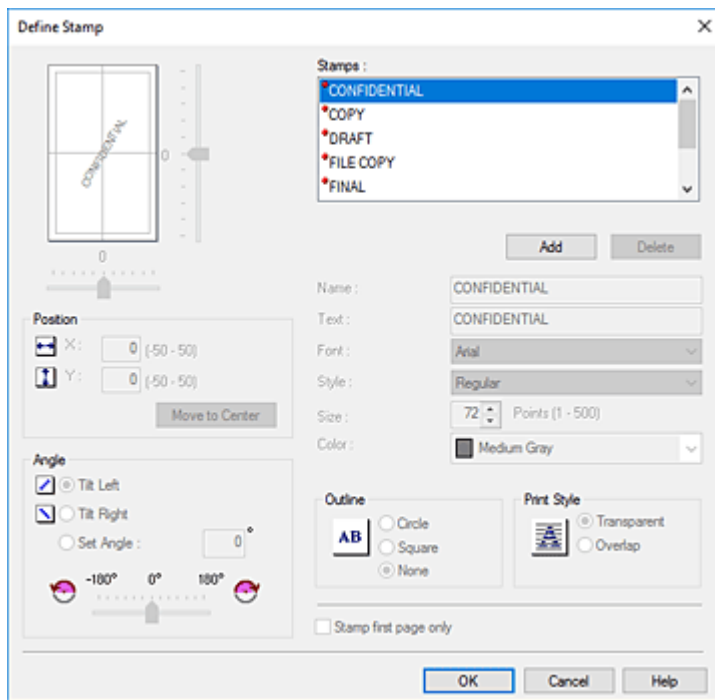 Define Stamp
CONFIDENTIAL
0
0
Position
X: 0 (-50 - 50)
Y: 0 (-50 - 50)
Move to Center
Angle
Tilt Left
Tilt Right
Set Angle : 0 °
-180° 0° 180°
Stamps :
CONFIDENTIAL
COPY
DRAFT
FILE COPY
FINAL
Add Delete
Name : CONFIDENTIAL
Text : CONFIDENTIAL
Font : Arial
Style : Regular
Size : 72 Points (1 - 500)
Color : Medium Gray
Outline
AB
Circle
Square
None
Print Style
A
Transparent
Overlap
Stamp first page only
OK Cancel Help